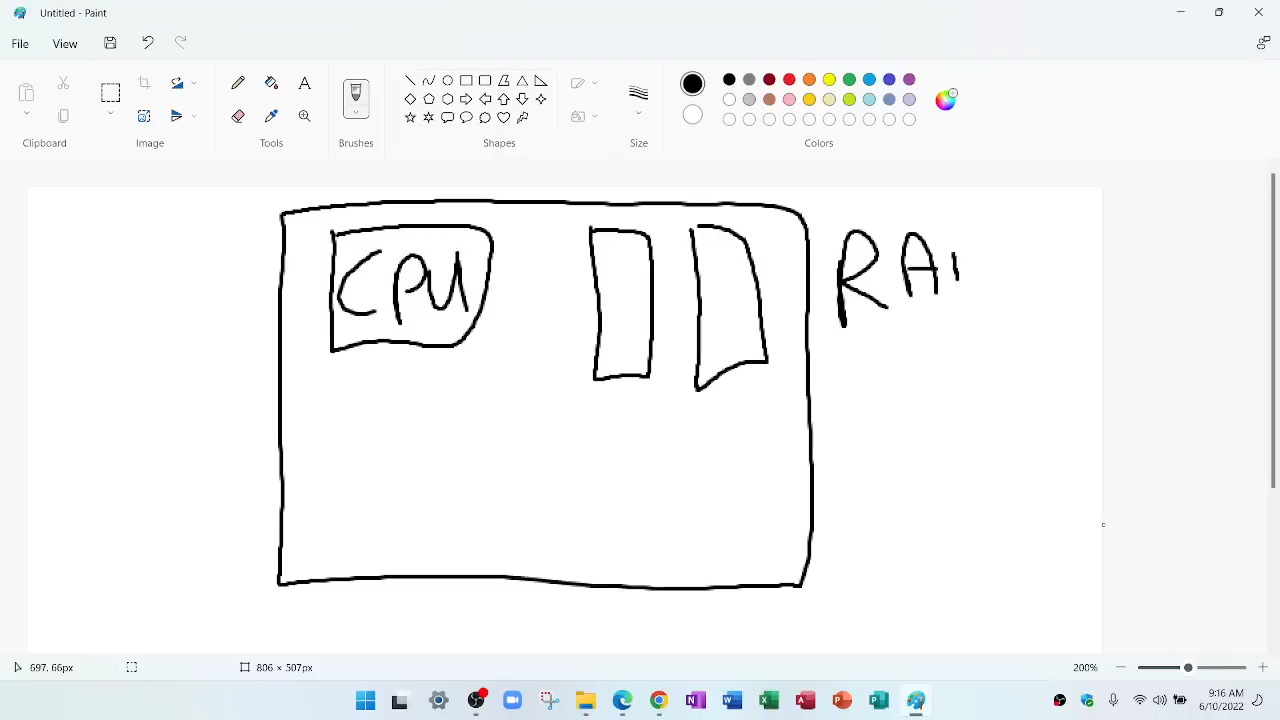 Untitled - Paint
File
View
Clipboard
Image
Tools
Brushes
Shapes
Size
Colors
CPU
RA
697. 66px
806 × 507px
200%
9:16 AM
6/10/2022